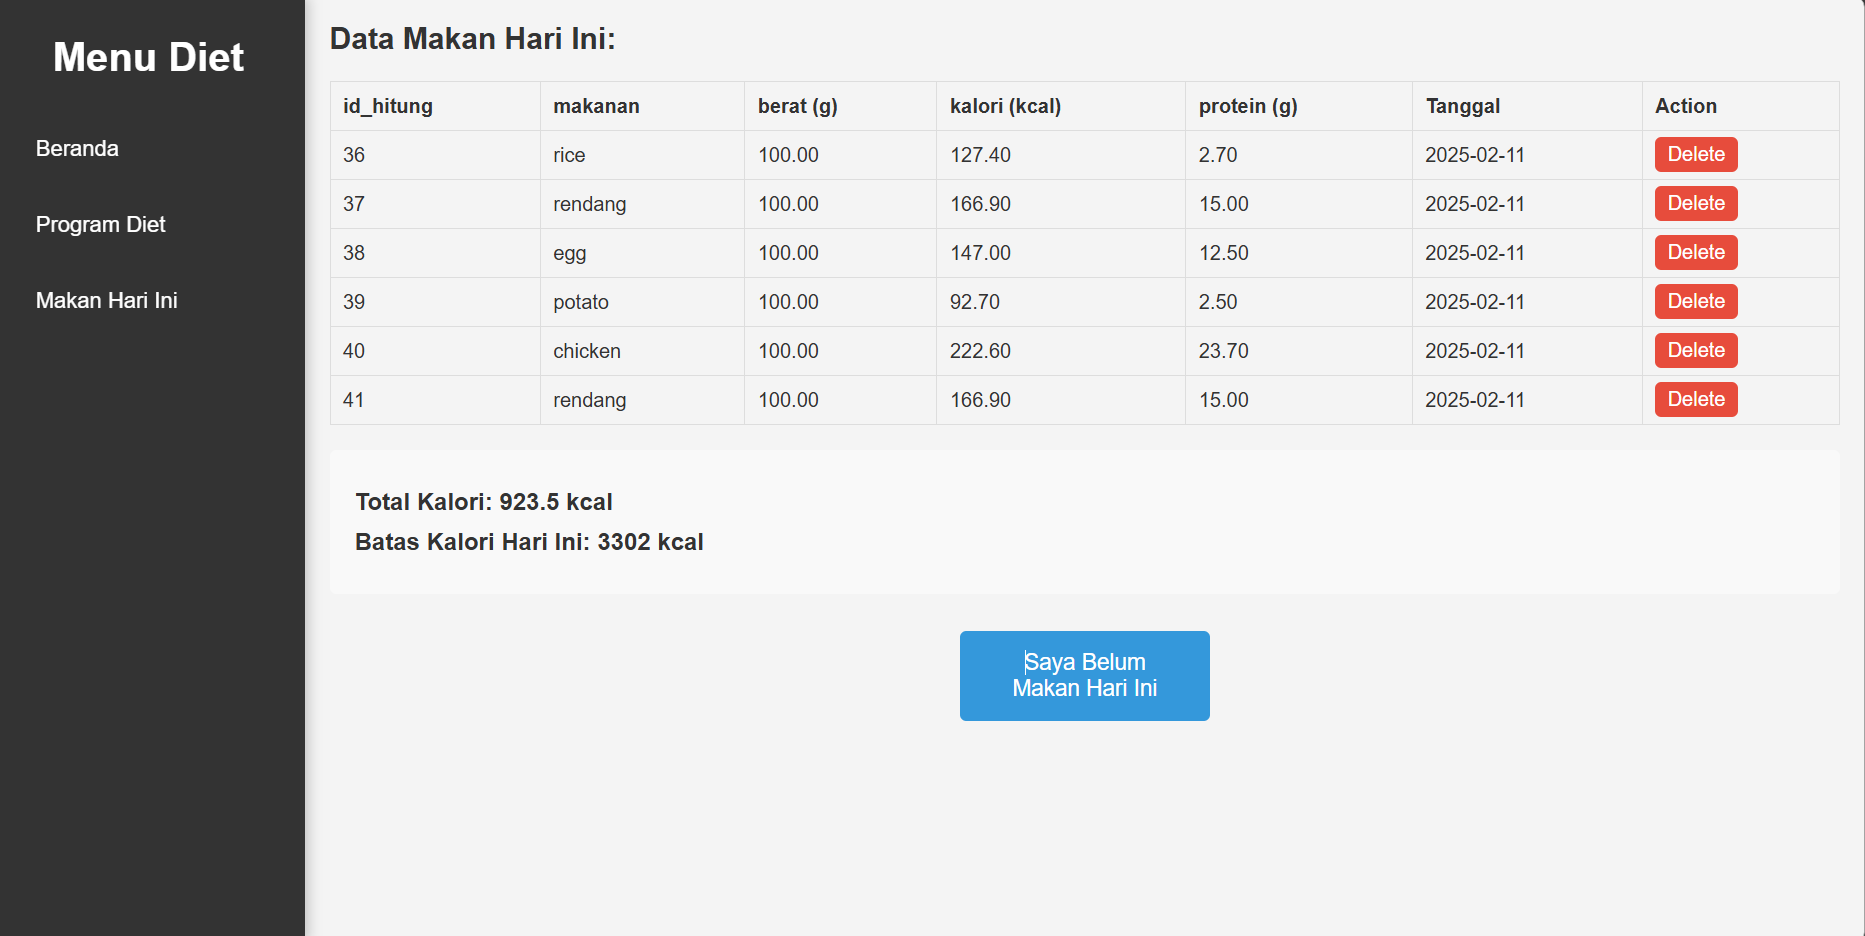 Menu Diet
Beranda
Program Diet
Makan Hari Ini
Data Makan Hari Ini:
id_hitung makanan berat (g) kalori (kcal) protein (g) Tanggal Action
36 rice 100.00 127.40 2.70 2025-02-11 Delete
37 rendang 100.00 166.90 15.00 2025-02-11 Delete
38 egg 100.00 147.00 12.50 2025-02-11 Delete
39 potato 100.00 92.70 2.50 2025-02-11 Delete
40 chicken 100.00 222.60 23.70 2025-02-11 Delete
41 rendang 100.00 166.90 15.00 2025-02-11 Delete
Total Kalori: 923.5 kcal
Batas Kalori Hari Ini: 3302 kcal
Saya Belum
Makan Hari Ini